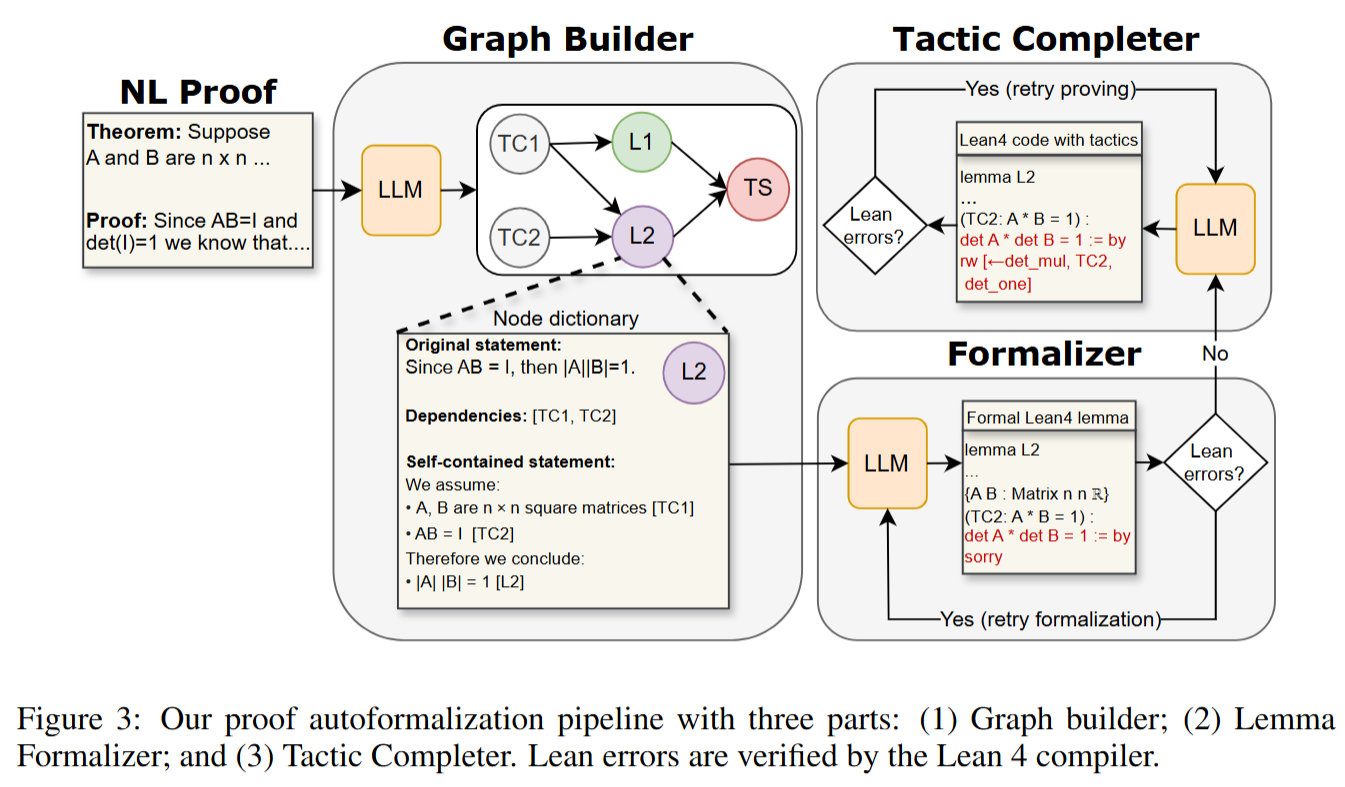 NL Proof
Theorem: Suppose
A and B are n x n ...
Proof: Since AB=I and
det(I)=1 we know that....
Graph Builder
LLM
TC1
L1
TC2
L2
TS
Node dictionary
Original statement:
Since AB = I, then |A||B|=1.
L2
Dependencies: [TC1, TC2]
Self-contained statement:
We assume:
• A, B are n × n square matrices [TC1]
• AB = I [TC2]
Therefore we conclude:
• |A| |B| = 1 [L2]
Tactic Completer
Yes (retry proving)
Lean4 code with tactics
lemma L2
...
(TC2: A * B = 1) :
det A * det B = 1 := by
rw [←det_mul, TC2,
det_one]
Lean
errors?
LLM
No
Formalizer
LLM
Formal Lean4 lemma
lemma L2
...
{A B : Matrix n n ℝ}
(TC2: A * B = 1) :
det A * det B = 1 := by
sorry
Lean
errors?
Yes (retry formalization)
Figure 3: Our proof autoformalization pipeline with three parts: (1) Graph builder; (2) Lemma
Formalizer; and (3) Tactic Completer. Lean errors are verified by the Lean 4 compiler.